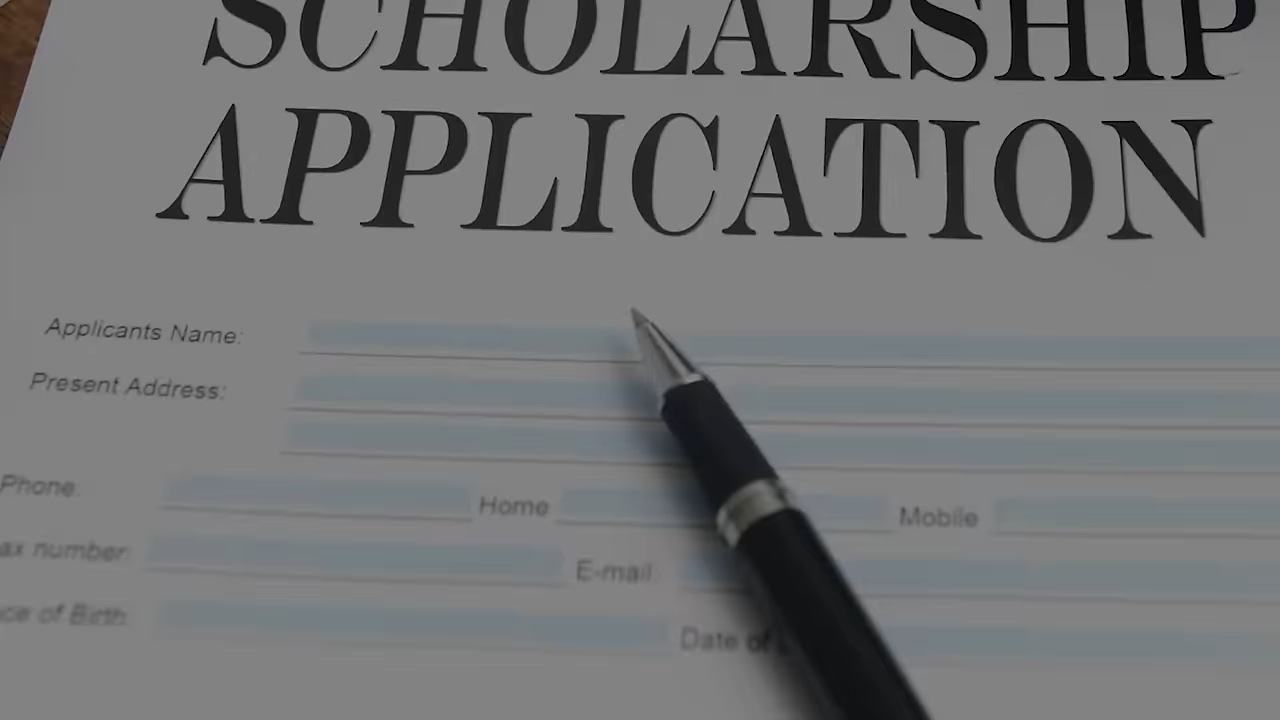 SCHOLARSHIP
APPLICATION
Applicants Name:
Present Address:
Phone: Home Mobile
ax number: E-mail:
ce of Birth: Date of